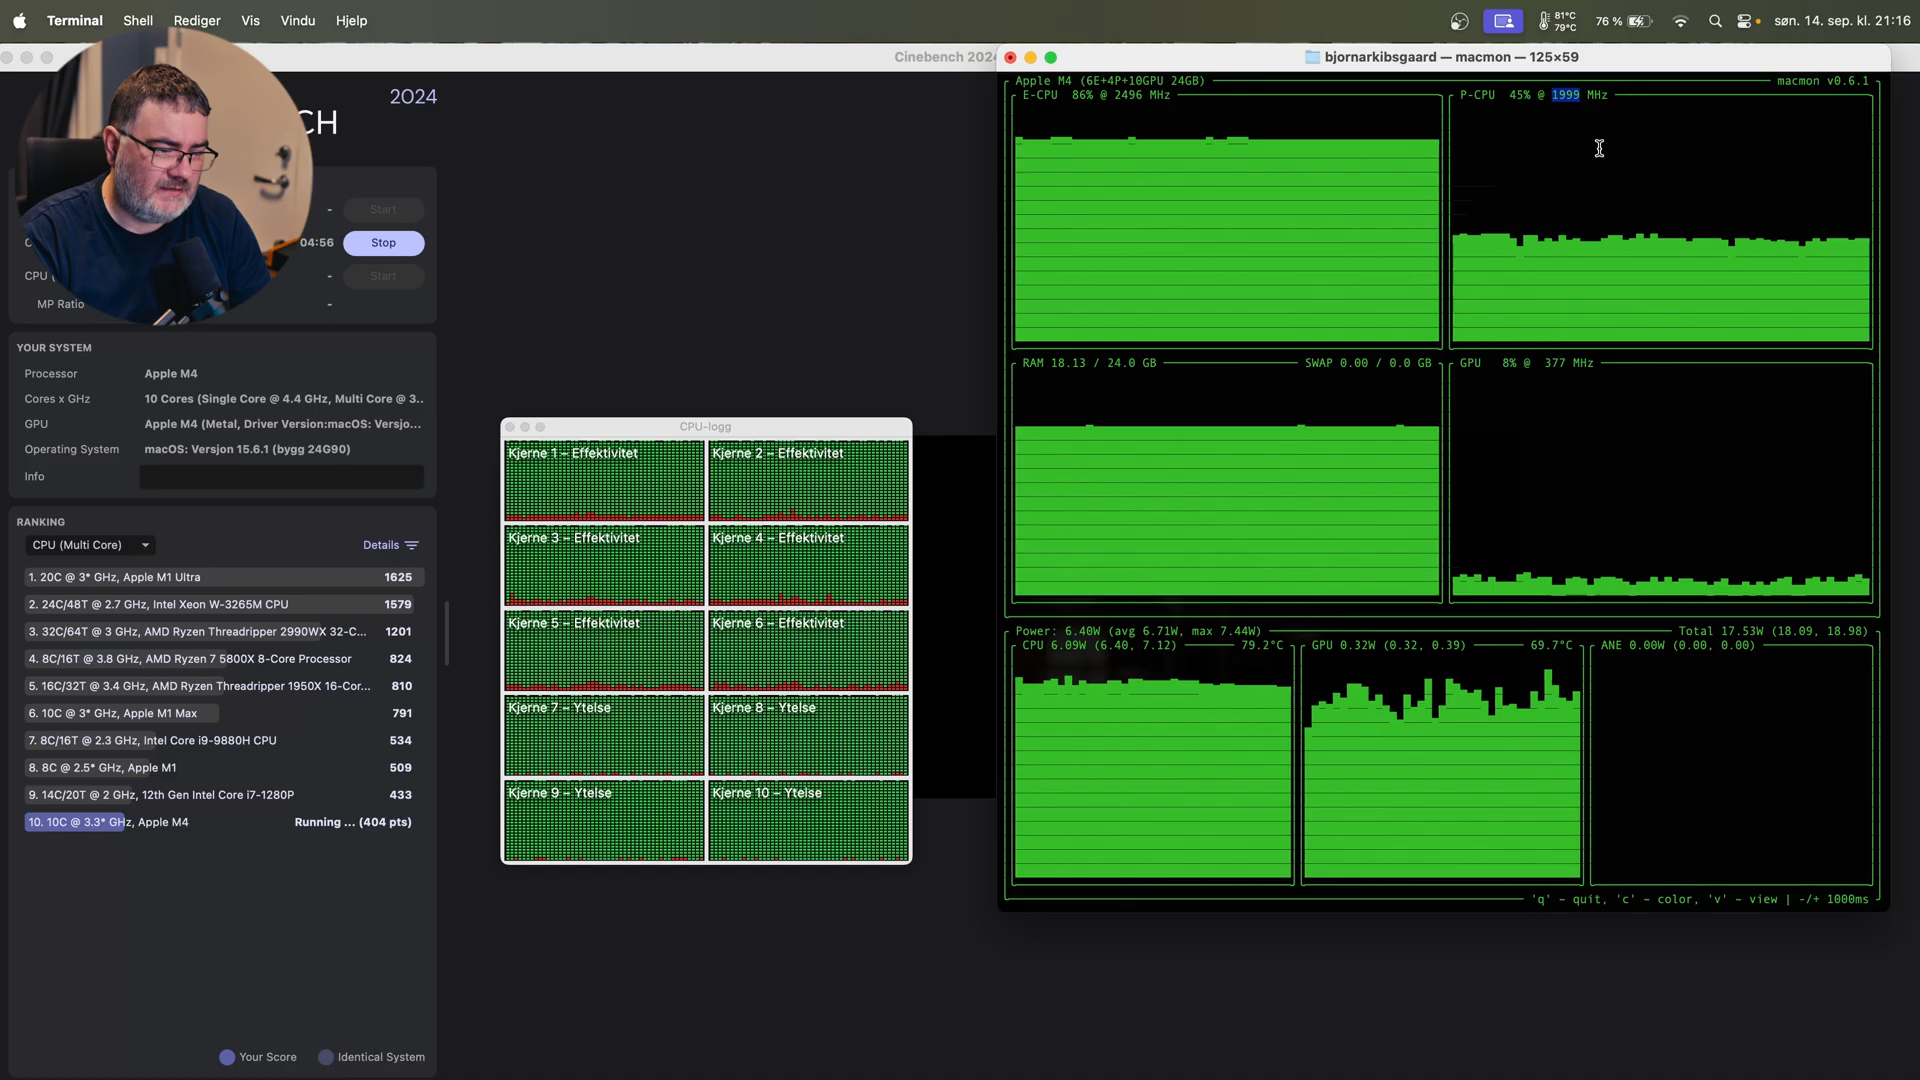 Terminal Shell Rediger Vis Vindu Hjelp
81°C
79°C
76 %
søn. 14. sep. kl. 21:16
Cinebench 2024
2024
CH
- Start
04:56 Stop
CPU ( - Start
MP Ratio -
YOUR SYSTEM
Processor Apple M4
Cores x GHz 10 Cores (Single Core @ 4.4 GHz, Multi Core @ 3..
GPU Apple M4 (Metal, Driver Version:macOS: Versjo...
Operating System macOS: Versjon 15.6.1 (bygg 24G90)
Info
RANKING
CPU (Multi Core) Details
1. 20C @ 3* GHz, Apple M1 Ultra 1625
2. 24C/48T @ 2.7 GHz, Intel Xeon W-3265M CPU 1579
3. 32C/64T @ 3 GHz, AMD Ryzen Threadripper 2990WX 32-C... 1201
4. 8C/16T @ 3.8 GHz, AMD Ryzen 7 5800X 8-Core Processor 824
5. 16C/32T @ 3.4 GHz, AMD Ryzen Threadripper 1950X 16-Cor... 810
6. 10C @ 3* GHz, Apple M1 Max 791
7. 8C/16T @ 2.3 GHz, Intel Core i9-9880H CPU 534
8. 8C @ 2.5* GHz, Apple M1 509
9. 14C/20T @ 2 GHz, 12th Gen Intel Core i7-1280P 433
10. 10C @ 3.3* GHz, Apple M4 Running ... (404 pts)
Your Score Identical System
CPU-logg
Kjerne 1 – Effektivitet Kjerne 2 – Effektivitet
Kjerne 3 – Effektivitet Kjerne 4 – Effektivitet
Kjerne 5 – Effektivitet Kjerne 6 – Effektivitet
Kjerne 7 – Ytelse Kjerne 8 – Ytelse
Kjerne 9 – Ytelse Kjerne 10 – Ytelse
bjornarkibsgaard — macmon — 125×59
Apple M4 (6E+4P+10GPU 24GB) macmon v0.6.1
E-CPU 86% @ 2496 MHz P-CPU 45% @ 1999 MHz
RAM 18.13 / 24.0 GB SWAP 0.00 / 0.0 GB GPU 8% @ 377 MHz
Power: 6.40W (avg 6.71W, max 7.44W) Total 17.53W (18.09, 18.98)
CPU 6.09W (6.40, 7.12) 79.2°C GPU 0.32W (0.32, 0.39) 69.7°C ANE 0.00W (0.00, 0.00)
'q' – quit, 'c' – color, 'v' – view | -/+ 1000ms